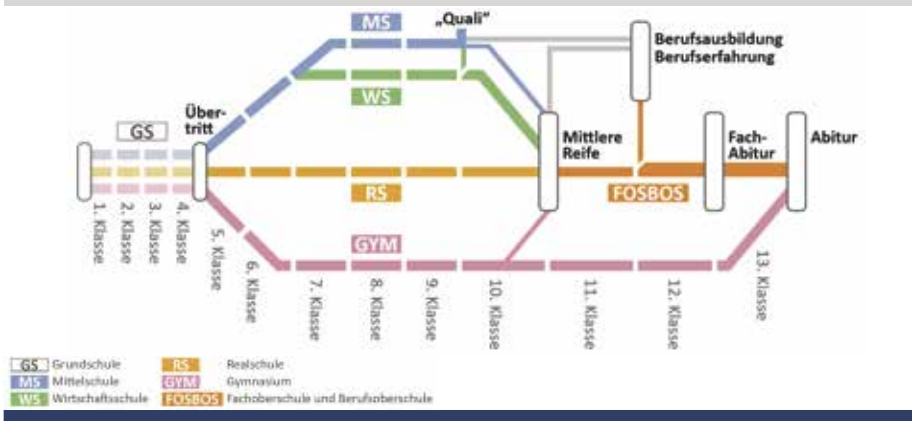 MS
„Quali"
Berufsausbildung
Berufserfahrung
WS
Über-
tritt
GS
Mittlere
Reife
Fach-
Abitur
Abitur
RS
FOSBOS
GYM
1. Klasse
2. Klasse
3. Klasse
4. Klasse
5. Klasse
6. Klasse
7. Klasse
8. Klasse
9. Klasse
10. Klasse
11. Klasse
12. Klasse
13. Klasse
GS Grundschule
RS Realschule
MS Mittelschule
GYM Gymnasium
WS Wirtschaftsschule
FOSBOS Fachoberschule und Berufsoberschule